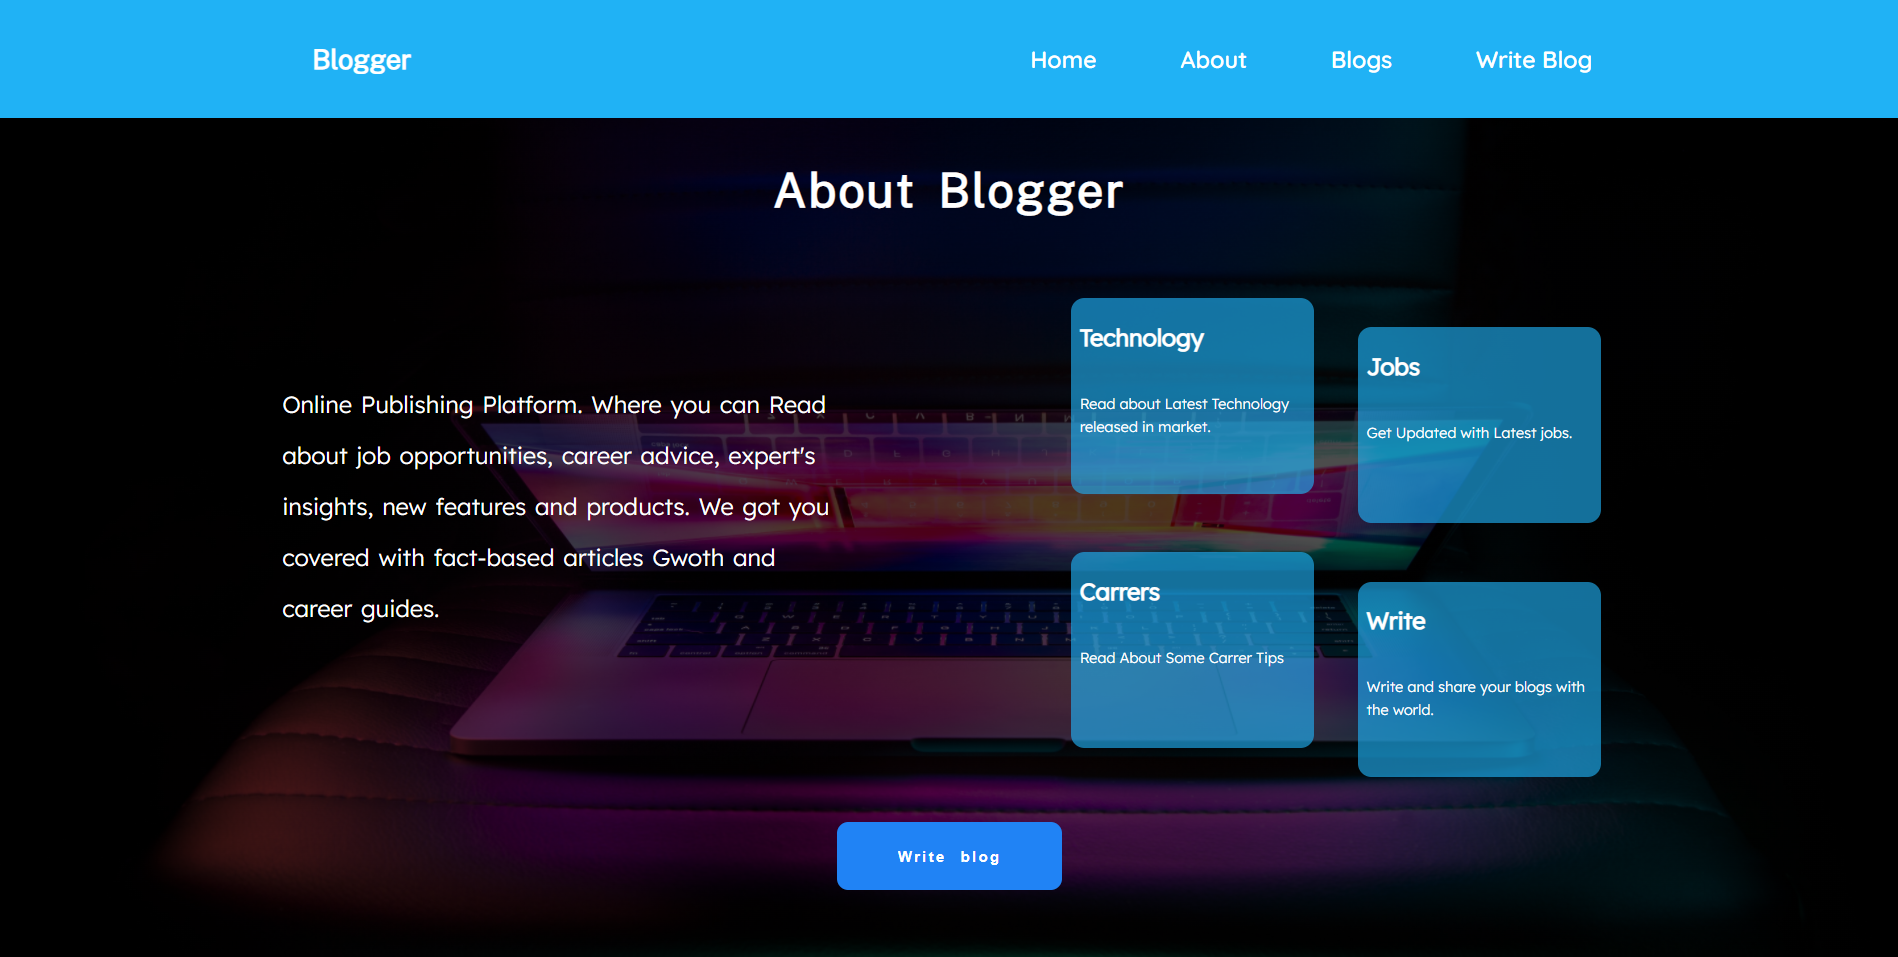 Blogger
Home
About
Blogs
Write Blog
About Blogger
Online Publishing Platform. Where you can Read
about job opportunities, career advice, expert's
insights, new features and products. We got you
covered with fact-based articles Gwoth and
career guides.
Technology
Read about Latest Technology
released in market.
Jobs
Get Updated with Latest jobs.
Carrers
Read About Some Carrer Tips
Write
Write and share your blogs with
the world.
Write blog